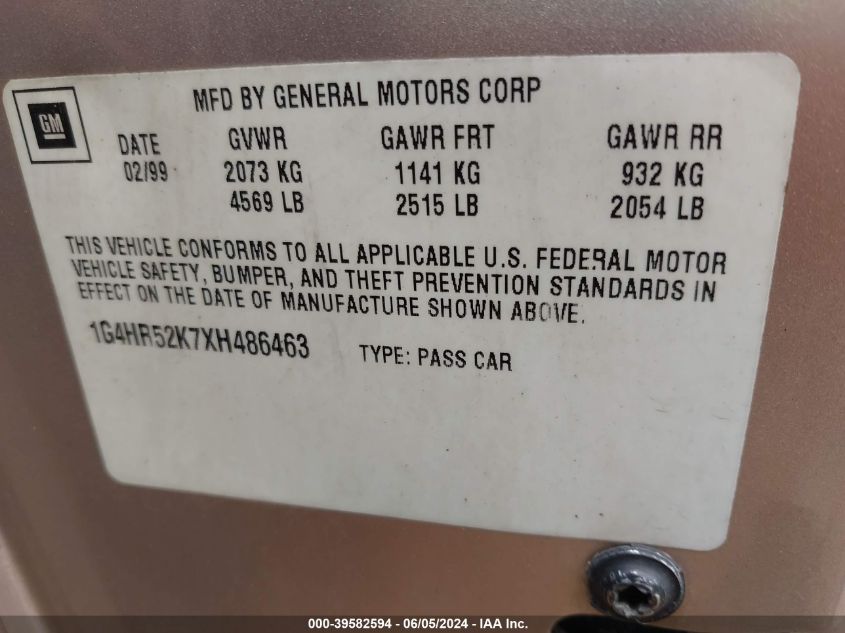 MFD BY GENERAL MOTORS CORP
GM
DATE GVWR GAWR FRT GAWR RR
02/99 2073 KG 1141 KG 932 KG
4569 LB 2515 LB 2054 LB
THIS VEHICLE CONFORMS TO ALL APPLICABLE U.S. FEDERAL MOTOR
VEHICLE SAFETY, BUMPER, AND THEFT PREVENTION STANDARDS IN
EFFECT ON THE DATE OF MANUFACTURE SHOWN ABOVE.
1G4HR52K7XH486463 TYPE: PASS CAR
000-39582594 - 06/05/2024 - IAA Inc.